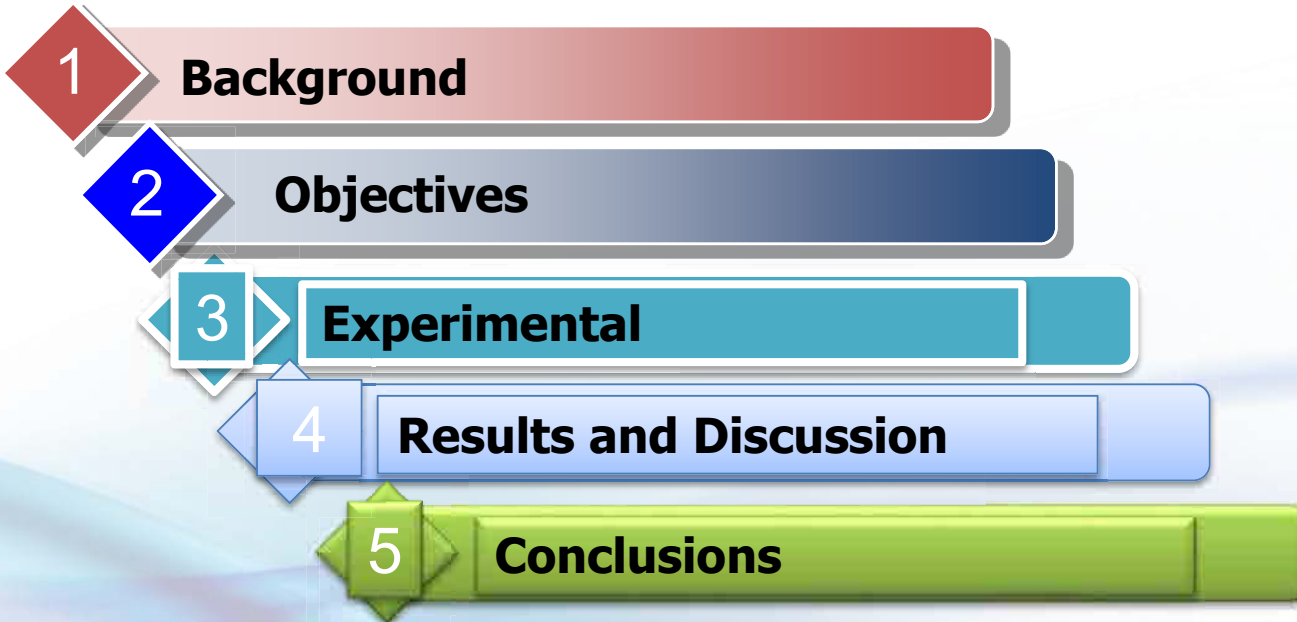 1 Background
2 Objectives
3 Experimental
4 Results and Discussion
5 Conclusions